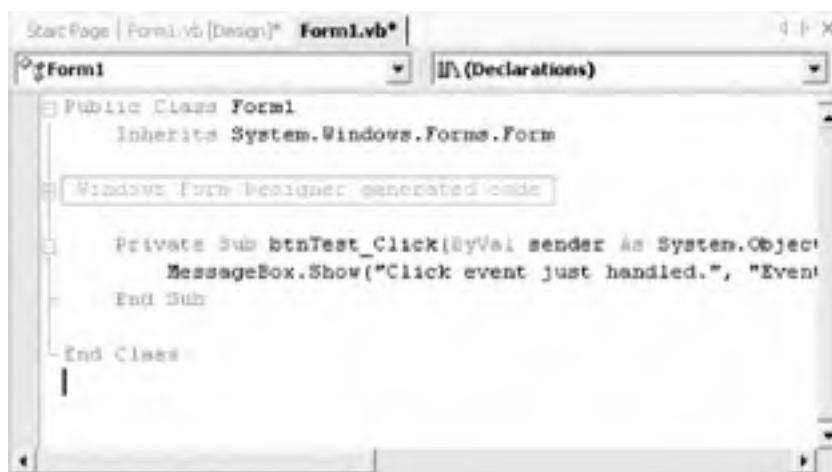 Start Page | Form1.vb [Design]* Form1.vb*
Form1 (Declarations)
Public Class Form1
Inherits System.Windows.Forms.Form
Windows Form Designer generated code
Private Sub btnTest_Click(ByVal sender As System.Object
MessageBox.Show("Click event just handled.", "Event
End Sub
End Class